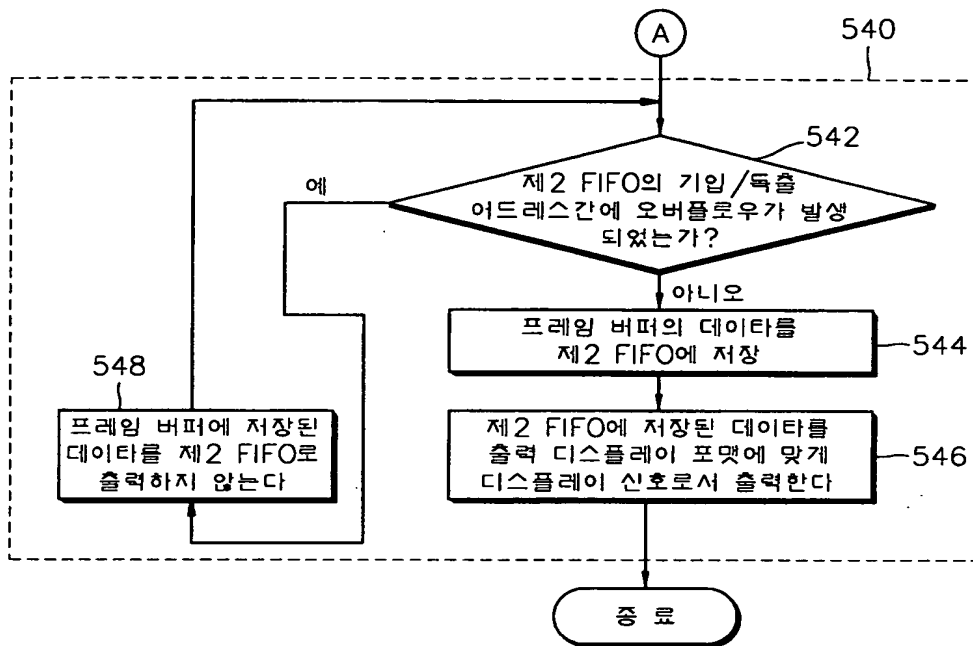 A
540
542
제2 FIFO의 기입/독출
어드레스간에 오버플로우가 발생
되었는가?
예
아니오
프레임 버퍼의 데이타를
제2 FIFO에 저장
544
548
프레임 버퍼에 저장된
데이타를 제2 FIFO로
출력하지 않는다
제2 FIFO에 저장된 데이타를
출력 디스플레이 포맷에 맞게
디스플레이 신호로서 출력한다
546
종 료